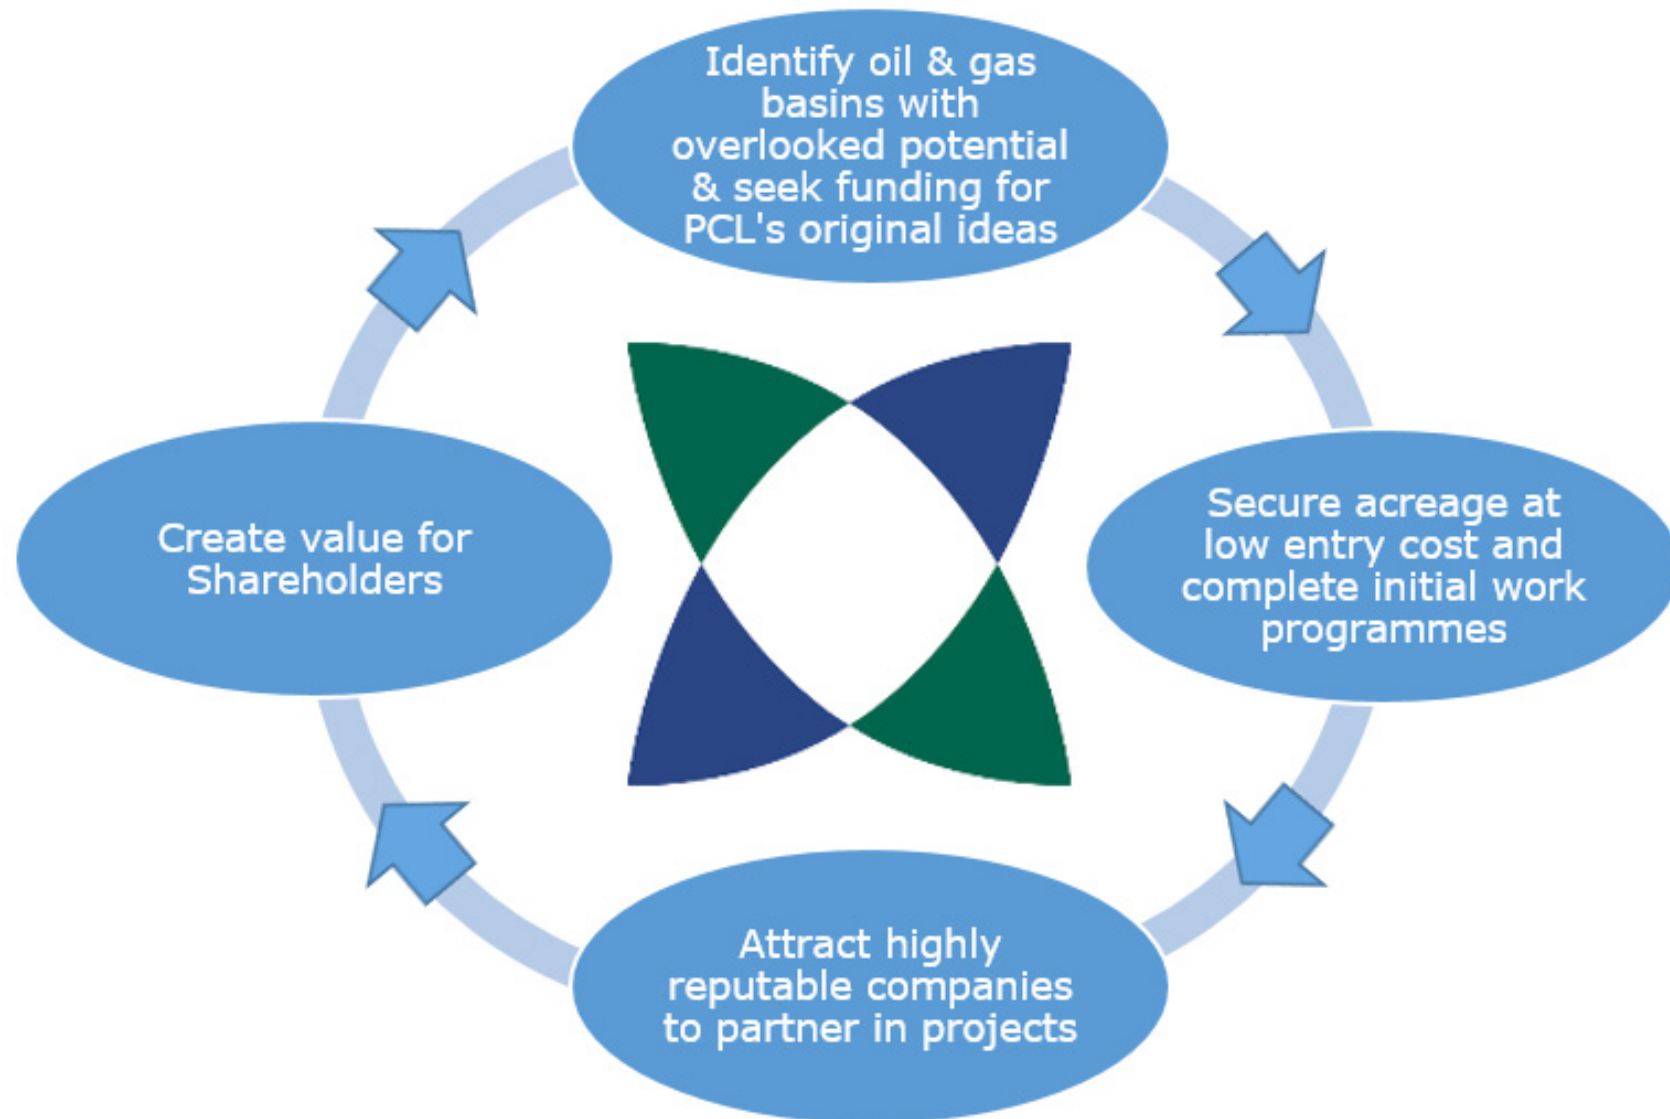 Identify oil & gas
basins with
overlooked potential
& seek funding for
PCL's original ideas
Secure acreage at
low entry cost and
complete initial work
programmes
Attract highly
reputable companies
to partner in projects
Create value for
Shareholders